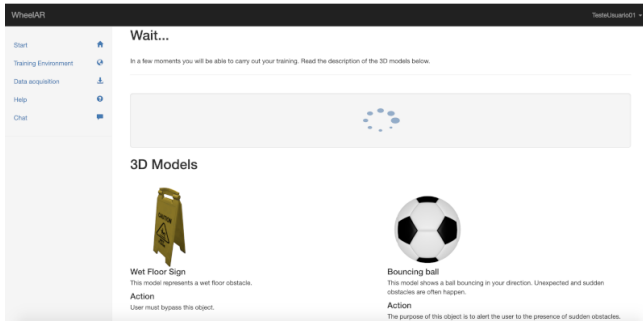 WheelAR
TesteUsuario01
Start
Training Environment
Data acquisition
Help
Chat
Wait...
In a few moments you will be able to carry out your training. Read the description of the 3D models below.
3D Models
CAUTION
Wet Floor Sign
This model represents a wet floor obstacle.
Action
User must bypass this object.
Bouncing ball
This model shows a ball bouncing in your direction. Unexpected and sudden
obstacles are often happen.
Action
The purpose of this object is to alert the user to the presence of sudden obstacles.